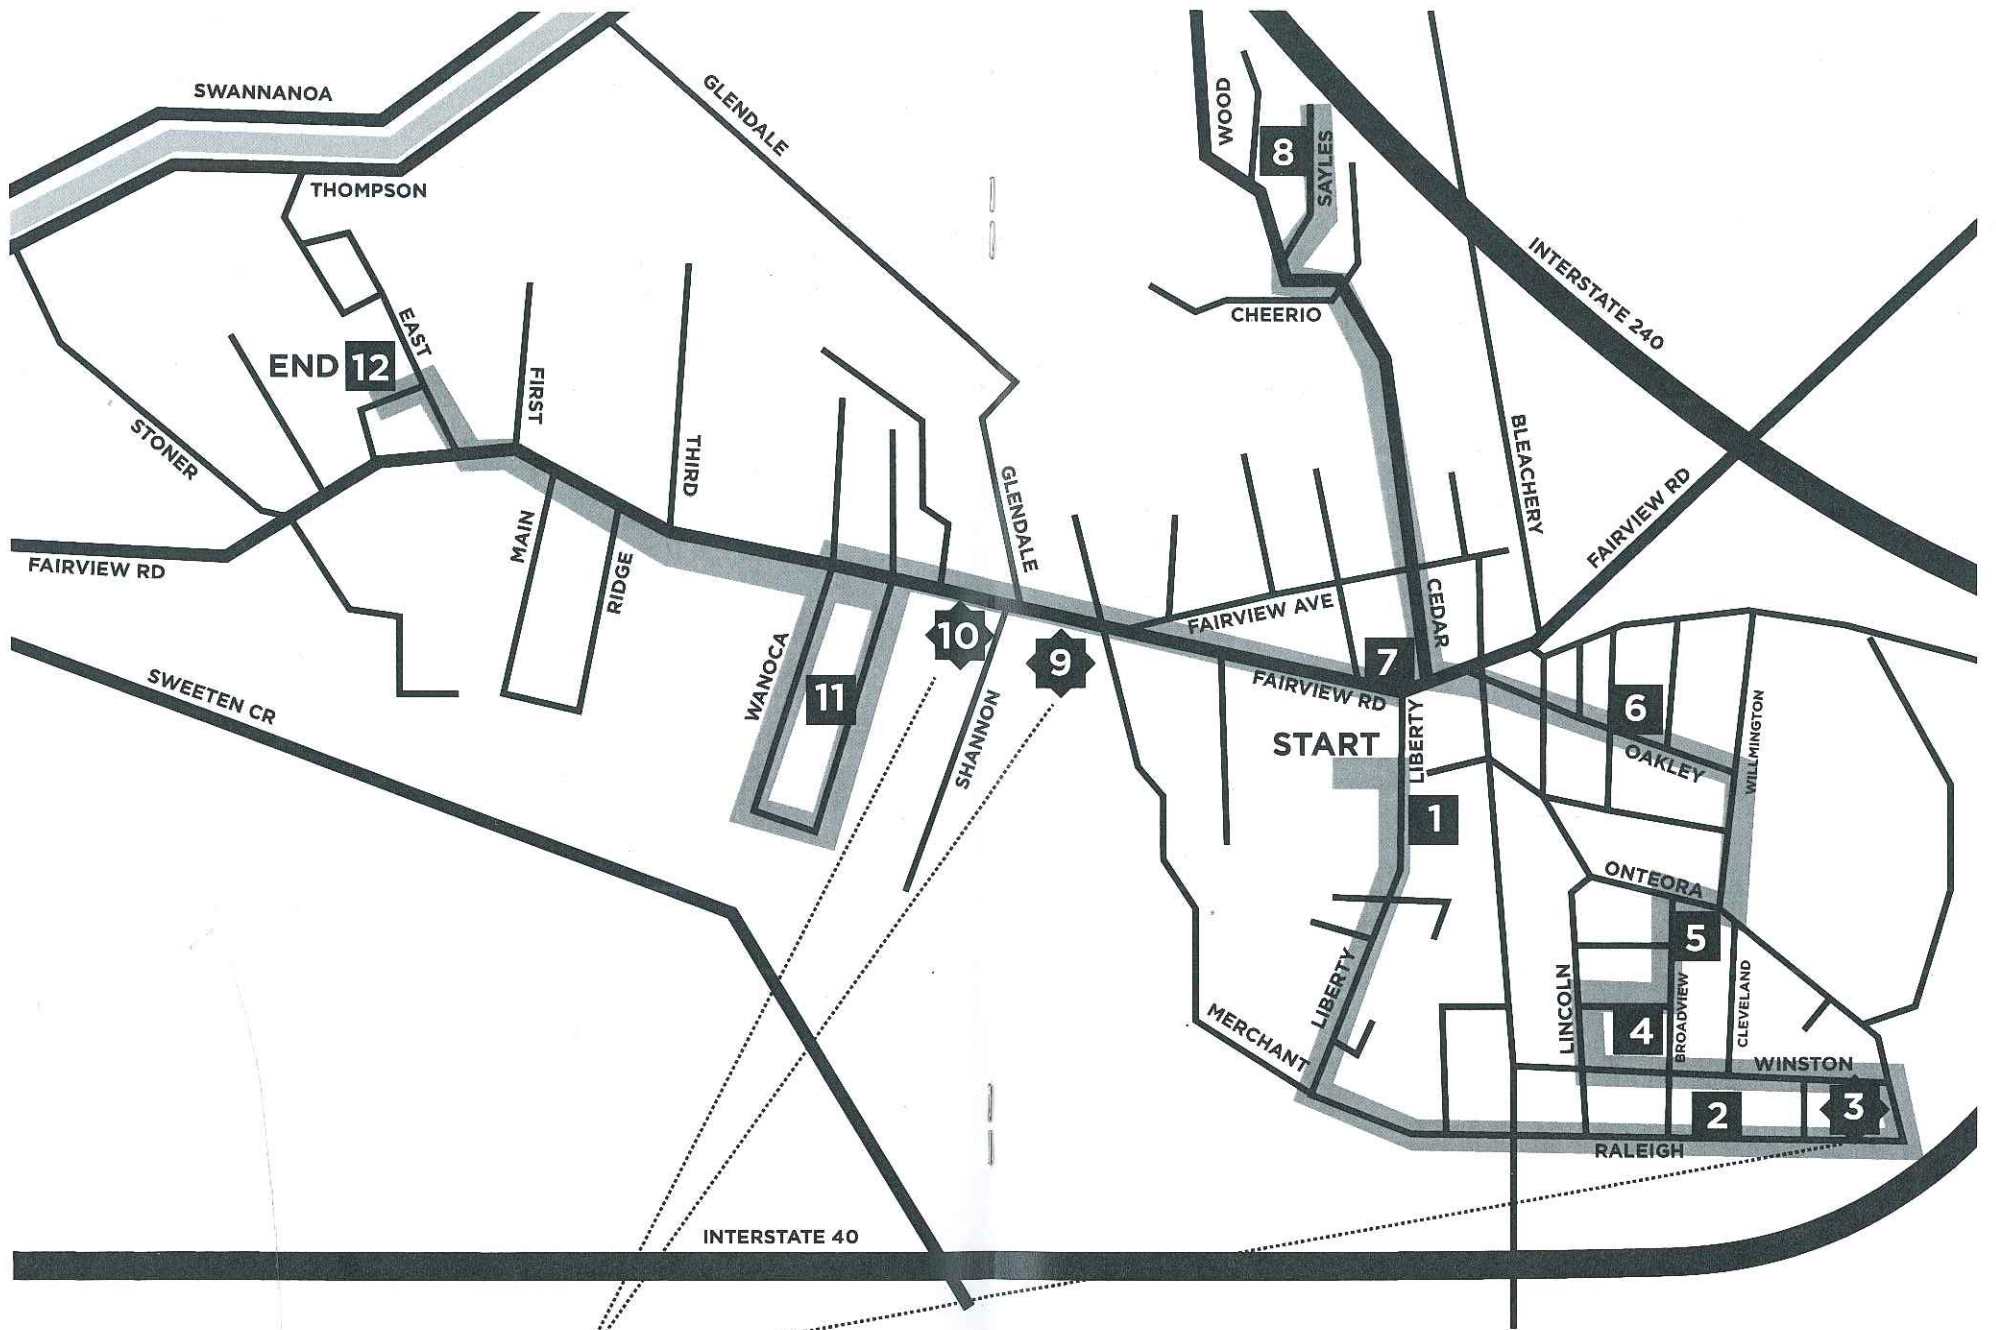 SWANNANOA
THOMPSON
GLENDALE
WOOD
8
SAYLES
INTERSTATE 240
CHEERIO
EAST
END 12
FIRST
STONER
THIRD
MAIN
RIDGE
FAIRVIEW RD
GLENDALE
BLEACHERY
FAIRVIEW RD
FAIRVIEW AVE
CEDAR
10
9
7
FAIRVIEW RD
SWEETEN CR
WANOCA
11
SHANNON
START
LIBERTY
1
6
OAKLEY
WILLMINGTON
ONTEORA
5
LIBERTY
MERCHANT
LINCOLN
4
BROADVIEW
CLEVELAND
WINSTON
2
3
RALEIGH
INTERSTATE 40